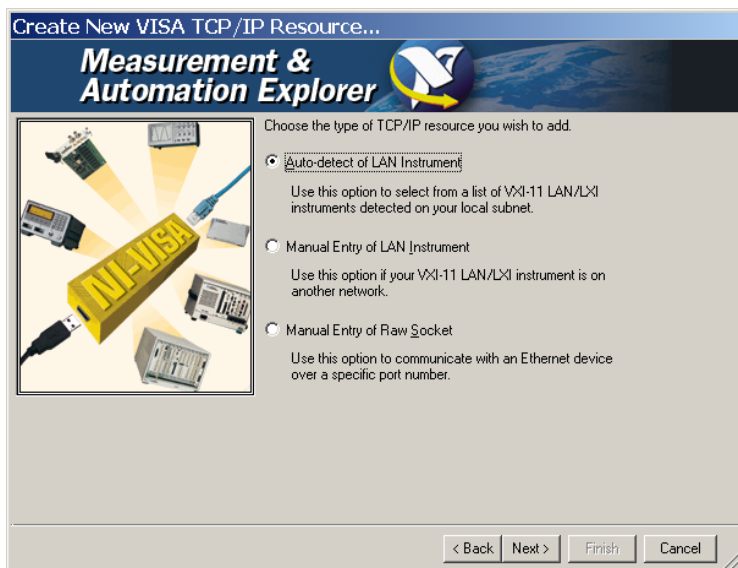 Create New VISA TCP/IP Resource...
Measurement &
Automation Explorer
Choose the type of TCP/IP resource you wish to add.
Auto-detect of LAN Instrument
Use this option to select from a list of VXI-11 LAN/LXI
instruments detected on your local subnet.
Manual Entry of LAN Instrument
Use this option if your VXI-11 LAN/LXI instrument is on
another network.
Manual Entry of Raw Socket
Use this option to communicate with an Ethernet device
over a specific port number.
NI-VISA
< Back
Next >
Finish
Cancel